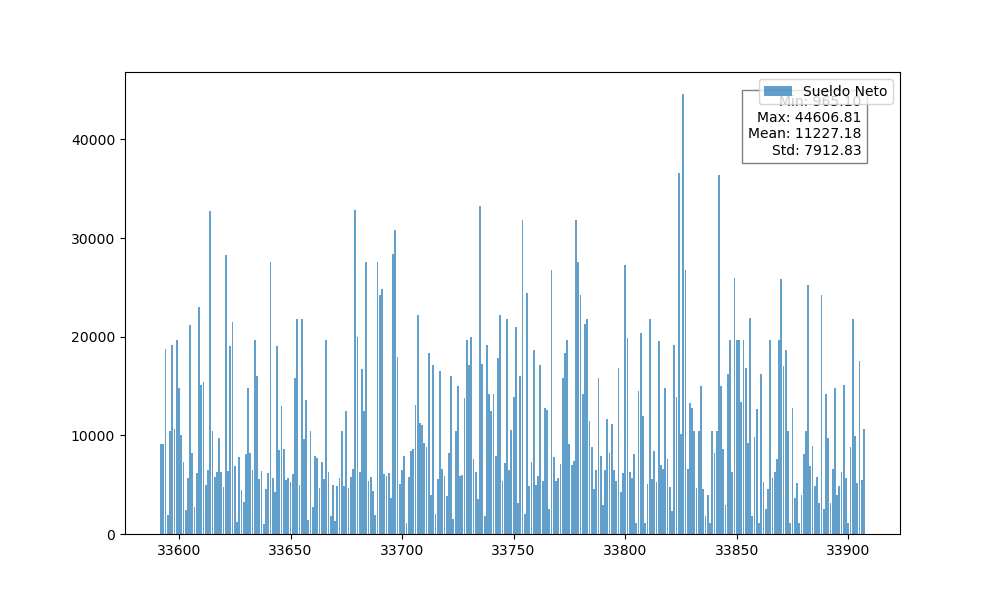 Sueldo Neto
Min: 965.10
Max: 44606.81
Mean: 11227.18
Std: 7912.83
40000
30000
20000
10000
0
33600 33650 33700 33750 33800 33850 33900